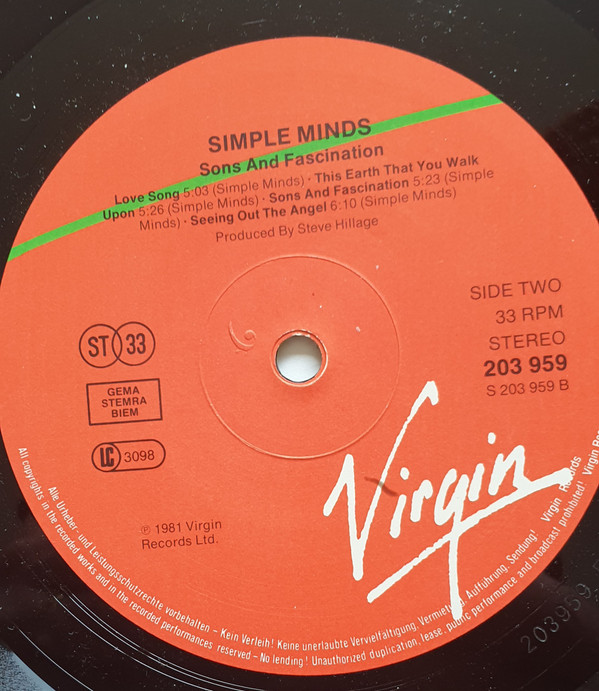 SIMPLE MINDS
Sons And Fascination
Love Song 5:03 (Simple Minds) · This Earth That You Walk
Upon 5:26 (Simple Minds) · Sons And Fascination 5:23 (Simple
Minds) · Seeing Out The Angel 6:10 (Simple Minds)
Produced By Steve Hillage
SIDE TWO
33 RPM
STEREO
203 959
S 203 959 B
ST 33
GEMA
STEMRA
BIEM
LC 3098
℗ 1981 Virgin
Records Ltd.
Virgin
Alle Urheber- und Leistungsschutzrechte vorbehalten – Kein Verleih! Keine unerlaubte Vervielfältigung, Vermietung, Aufführung, Sendung! Virgin Records
All copyrights in the recorded works and in the recorded performances reserved – No lending! Unauthorized duplication, lease, public performance and broadcast prohibited! Virgin
203959